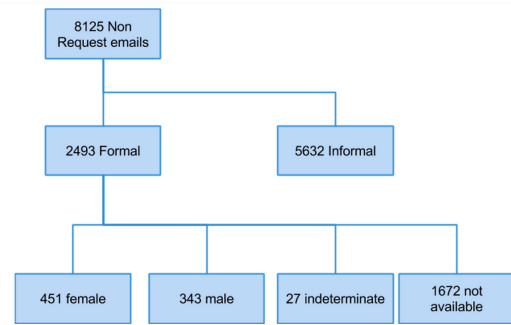 8125 Non
Request emails
2493 Formal
5632 Informal
451 female
343 male
27 indeterminate
1672 not
available